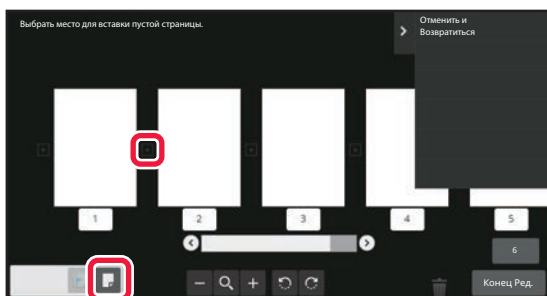 Выбрать место для вставки пустой страницы.
Отменить и
Возвратиться
1 2 3 4 5
6
Конец Ред.